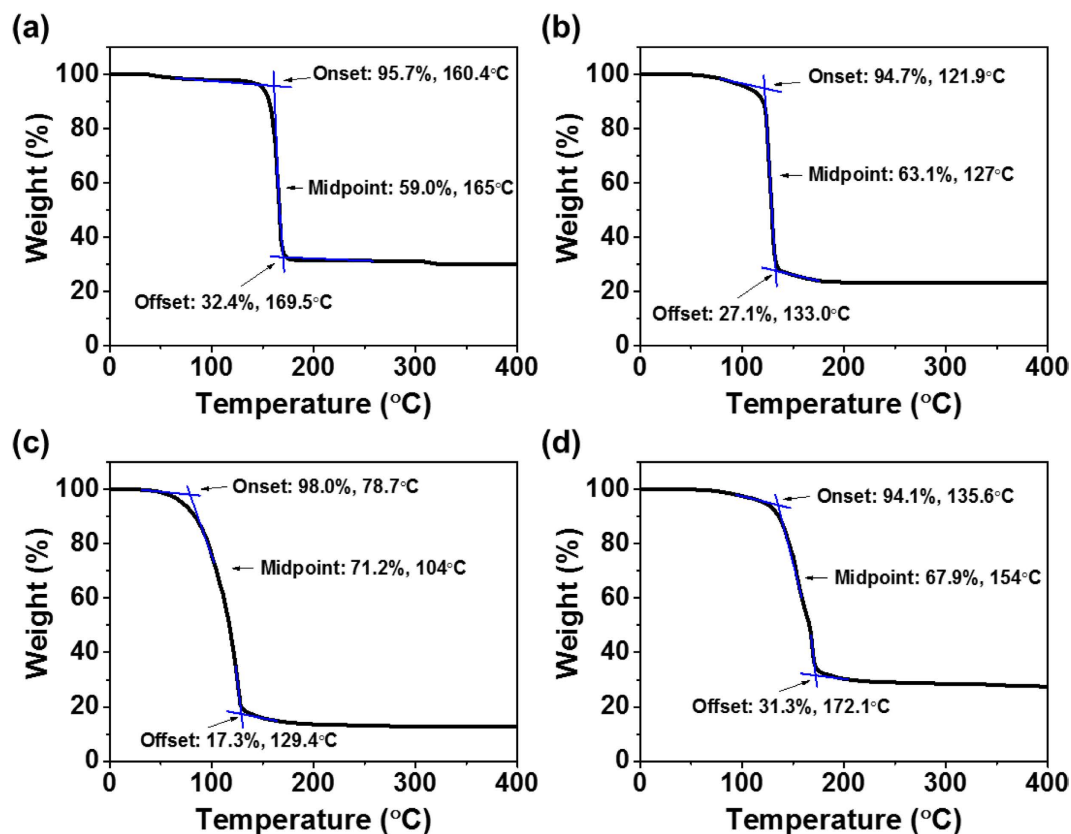 (a)
Weight (%)
100
80
60
40
20
0
Onset: 95.7%, 160.4°C
Midpoint: 59.0%, 165°C
Offset: 32.4%, 169.5°C
0 100 200 300 400
Temperature (°C)
(b)
Weight (%)
100
80
60
40
20
0
Onset: 94.7%, 121.9°C
Midpoint: 63.1%, 127°C
Offset: 27.1%, 133.0°C
0 100 200 300 400
Temperature (°C)
(c)
Weight (%)
100
80
60
40
20
0
Onset: 98.0%, 78.7°C
Midpoint: 71.2%, 104°C
Offset: 17.3%, 129.4°C
0 100 200 300 400
Temperature (°C)
(d)
Weight (%)
100
80
60
40
20
0
Onset: 94.1%, 135.6°C
Midpoint: 67.9%, 154°C
Offset: 31.3%, 172.1°C
0 100 200 300 400
Temperature (°C)